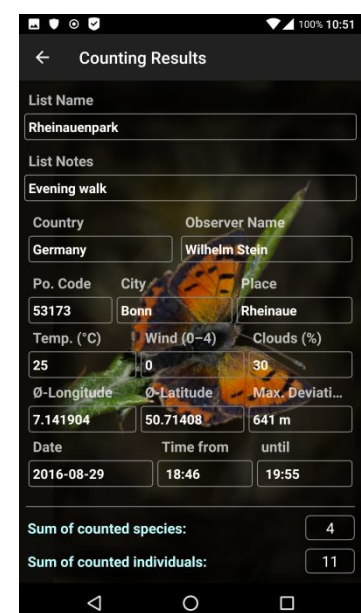 100% 10:51
Counting Results
List Name
Rheinauenpark
List Notes
Evening walk
Country Observer Name
Germany Wilhelm Stein
Po. Code City Place
53173 Bonn Rheinaue
Temp. (°C) Wind (0–4) Clouds (%)
25 0 30
Ø-Longitude Ø-Latitude Max. Deviati...
7.141904 50.71408 641 m
Date Time from until
2016-08-29 18:46 19:55
Sum of counted species: 4
Sum of counted individuals: 11